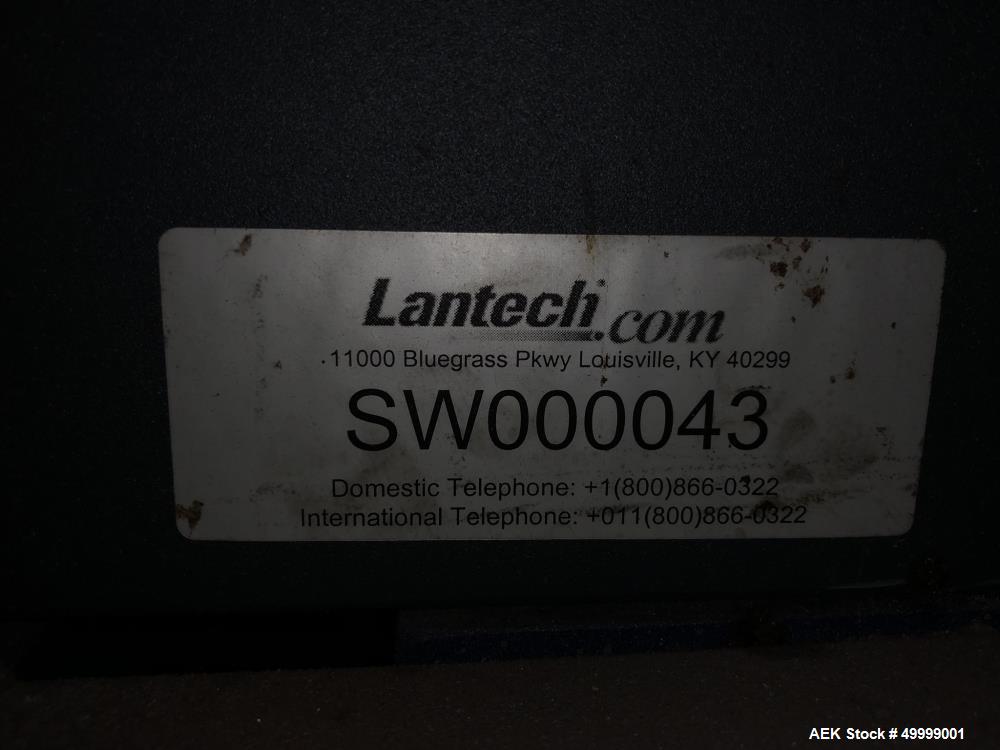 Lantech.com
11000 Bluegrass Pkwy Louisville, KY 40299
SW000043
Domestic Telephone: +1(800)866-0322
International Telephone: +011(800)866-0322
AEK Stock # 49999001